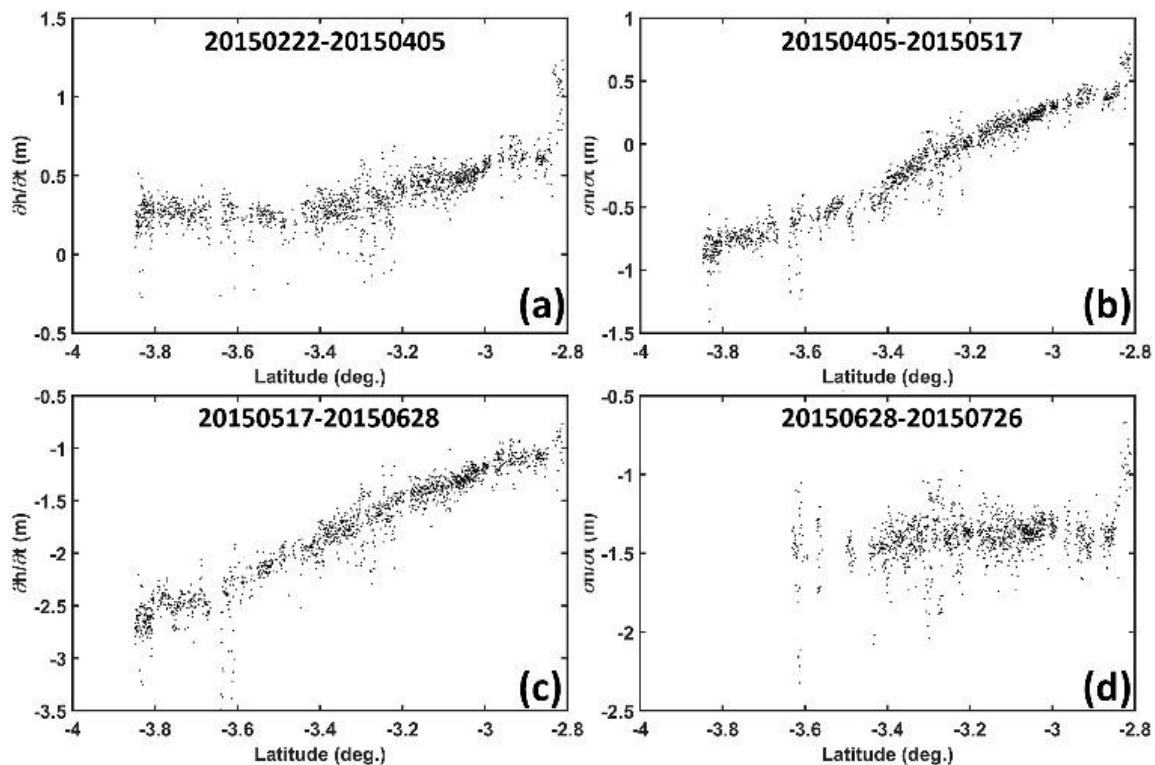 20150222-20150405
∂h/∂t (m)
1.5
1
0.5
0
-0.5
(a)
-4 -3.8 -3.6 -3.4 -3.2 -3 -2.8
Latitude (deg.)
20150405-20150517
∂h/∂t (m)
1
0.5
0
-0.5
-1
-1.5
(b)
-4 -3.8 -3.6 -3.4 -3.2 -3 -2.8
Latitude (deg.)
20150517-20150628
∂h/∂t (m)
-0.5
-1
-1.5
-2
-2.5
-3
-3.5
(c)
-4 -3.8 -3.6 -3.4 -3.2 -3 -2.8
Latitude (deg.)
20150628-20150726
∂h/∂t (m)
-0.5
-1
-1.5
-2
-2.5
(d)
-4 -3.8 -3.6 -3.4 -3.2 -3 -2.8
Latitude (deg.)